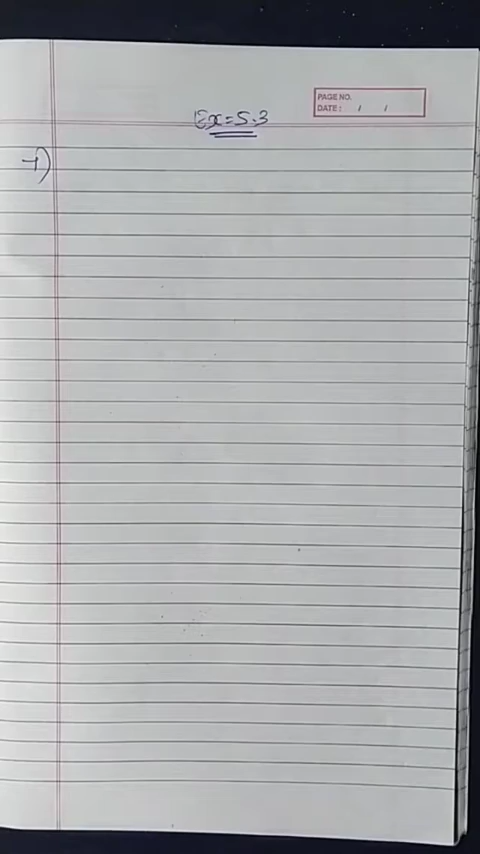 PAGE NO.
DATE: / /
Ex=5.3
1)